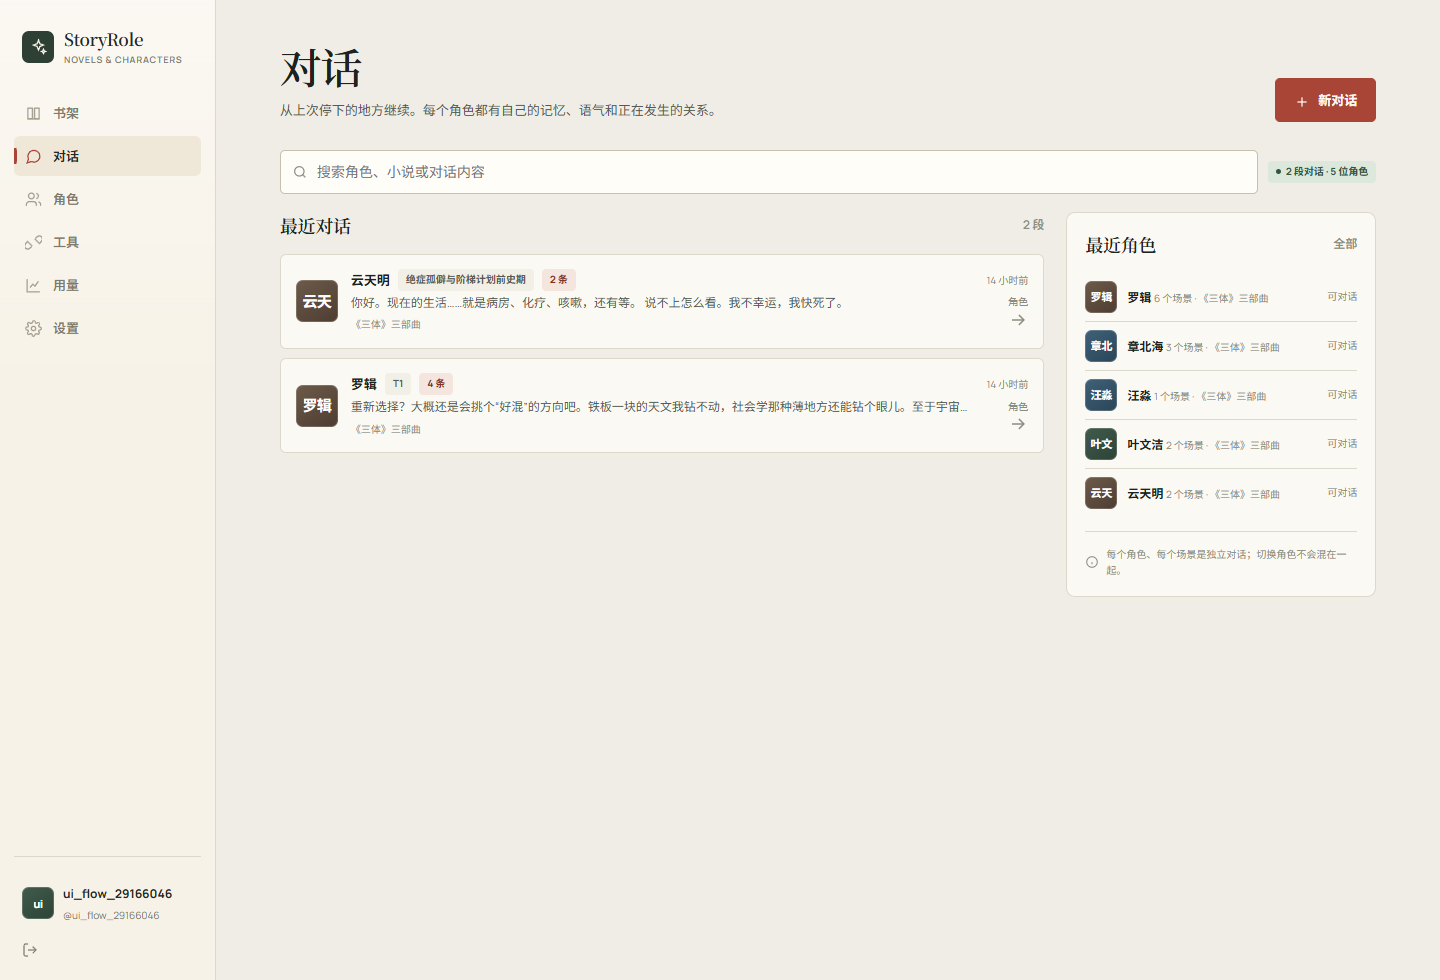 StoryRole
NOVELS & CHARACTERS
书架
对话
角色
工具
用量
设置
ui
ui_flow_29166046
@ui_flow_29166046
对话
从上次停下的地方继续。每个角色都有自己的记忆、语气和正在发生的关系。
+ 新对话
搜索角色、小说或对话内容
2 段对话 · 5 位角色
最近对话
2 段
云天
云天明 绝症孤僻与阶梯计划前史期 2 条
14 小时前
你好。现在的生活……就是病房、化疗、咳嗽，还有等。 说不上怎么看。我不幸运，我快死了。
角色
《三体》三部曲
罗辑
罗辑 T1 4 条
14 小时前
重新选择？大概还是会挑个"好混"的方向吧。铁板一块的天文我钻不动，社会学那种薄地方还能钻个眼儿。至于宇宙…
角色
《三体》三部曲
最近角色
全部
罗辑 罗辑 6 个场景 · 《三体》三部曲 可对话
章北 章北海 3 个场景 · 《三体》三部曲 可对话
汪淼 汪淼 1 个场景 · 《三体》三部曲 可对话
叶文 叶文洁 2 个场景 · 《三体》三部曲 可对话
云天 云天明 2 个场景 · 《三体》三部曲 可对话
每个角色、每个场景是独立对话；切换角色不会混在一
起。